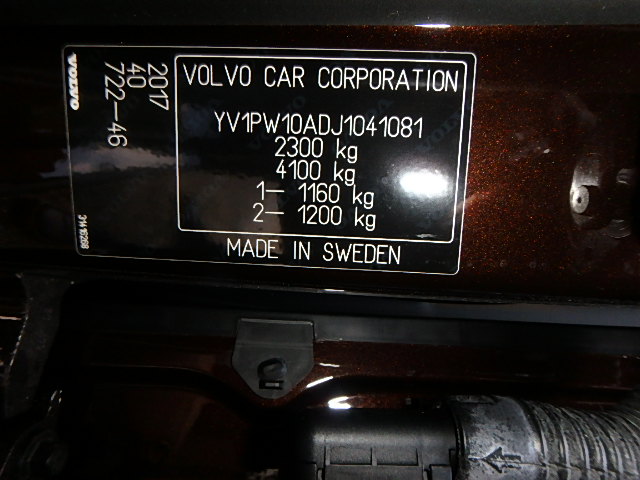 VOLVO
2017
40
722-46
VOLVO CAR CORPORATION
YV1PW10ADJ1041081
2300 kg
4100 kg
1- 1160 kg
2- 1200 kg
MADE IN SWEDEN